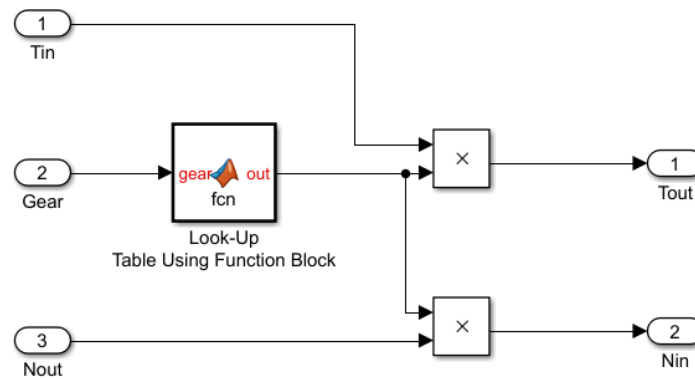 1
Tin
2
Gear
gear out
fcn
Look-Up
Table Using Function Block
×
1
Tout
3
Nout
×
2
Nin